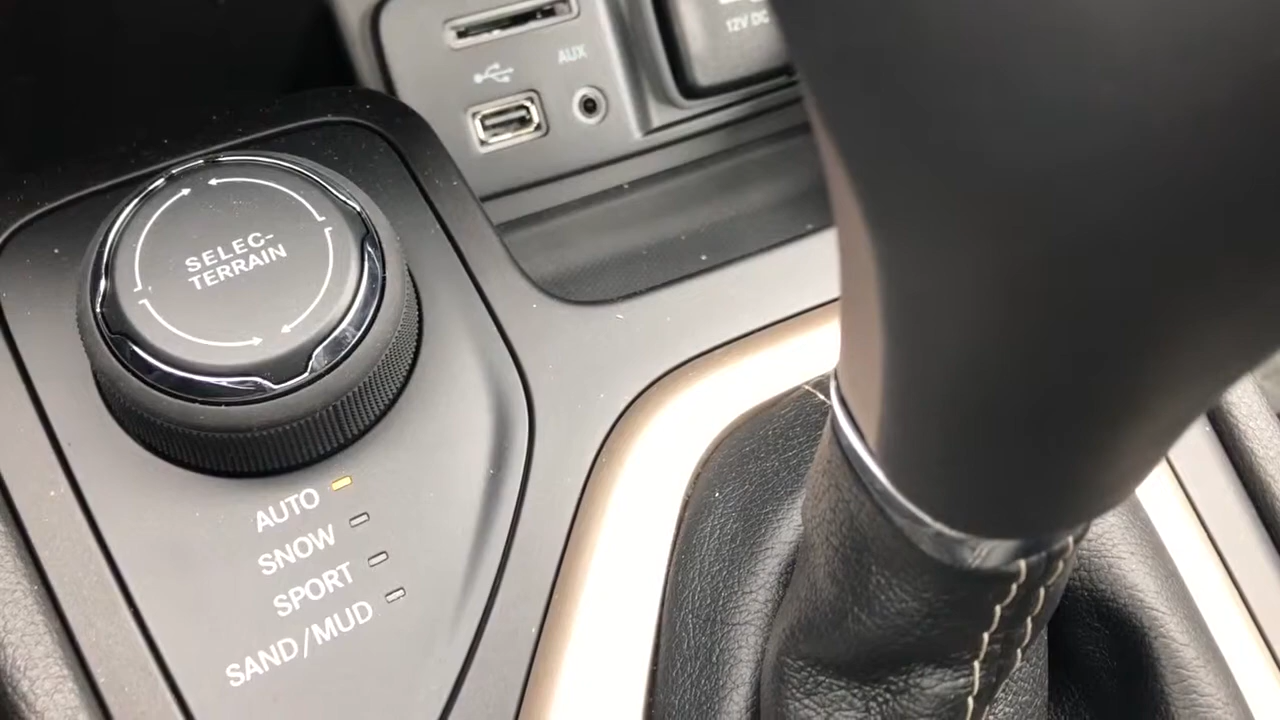 12V DC
AUX
SELEC-
TERRAIN
AUTO
SNOW
SPORT
SAND/MUD